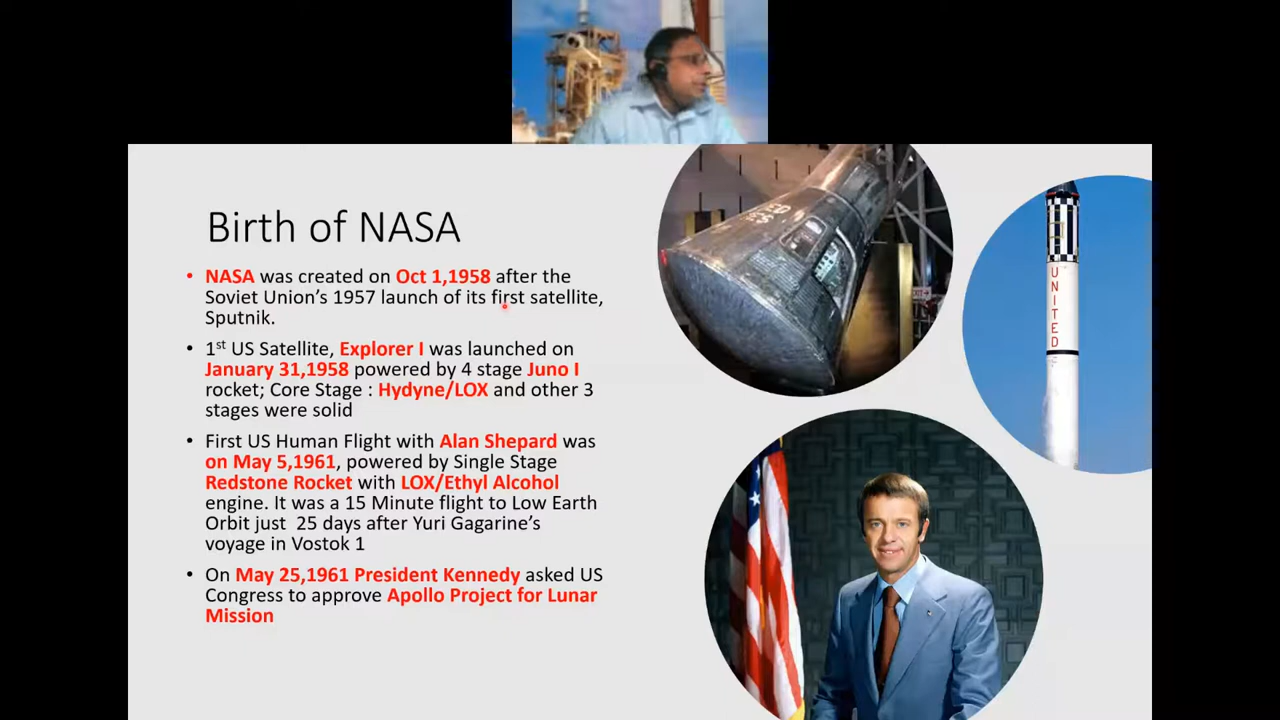 Birth of NASA
• NASA was created on Oct 1,1958 after the
Soviet Union’s 1957 launch of its first satellite,
Sputnik.
• 1st US Satellite, Explorer I was launched on
January 31,1958 powered by 4 stage Juno I
rocket; Core Stage : Hydyne/LOX and other 3
stages were solid
• First US Human Flight with Alan Shepard was
on May 5,1961, powered by Single Stage
Redstone Rocket with LOX/Ethyl Alcohol
engine. It was a 15 Minute flight to Low Earth
Orbit just 25 days after Yuri Gagarine’s
voyage in Vostok 1
• On May 25,1961 President Kennedy asked US
Congress to approve Apollo Project for Lunar
Mission
UNITED